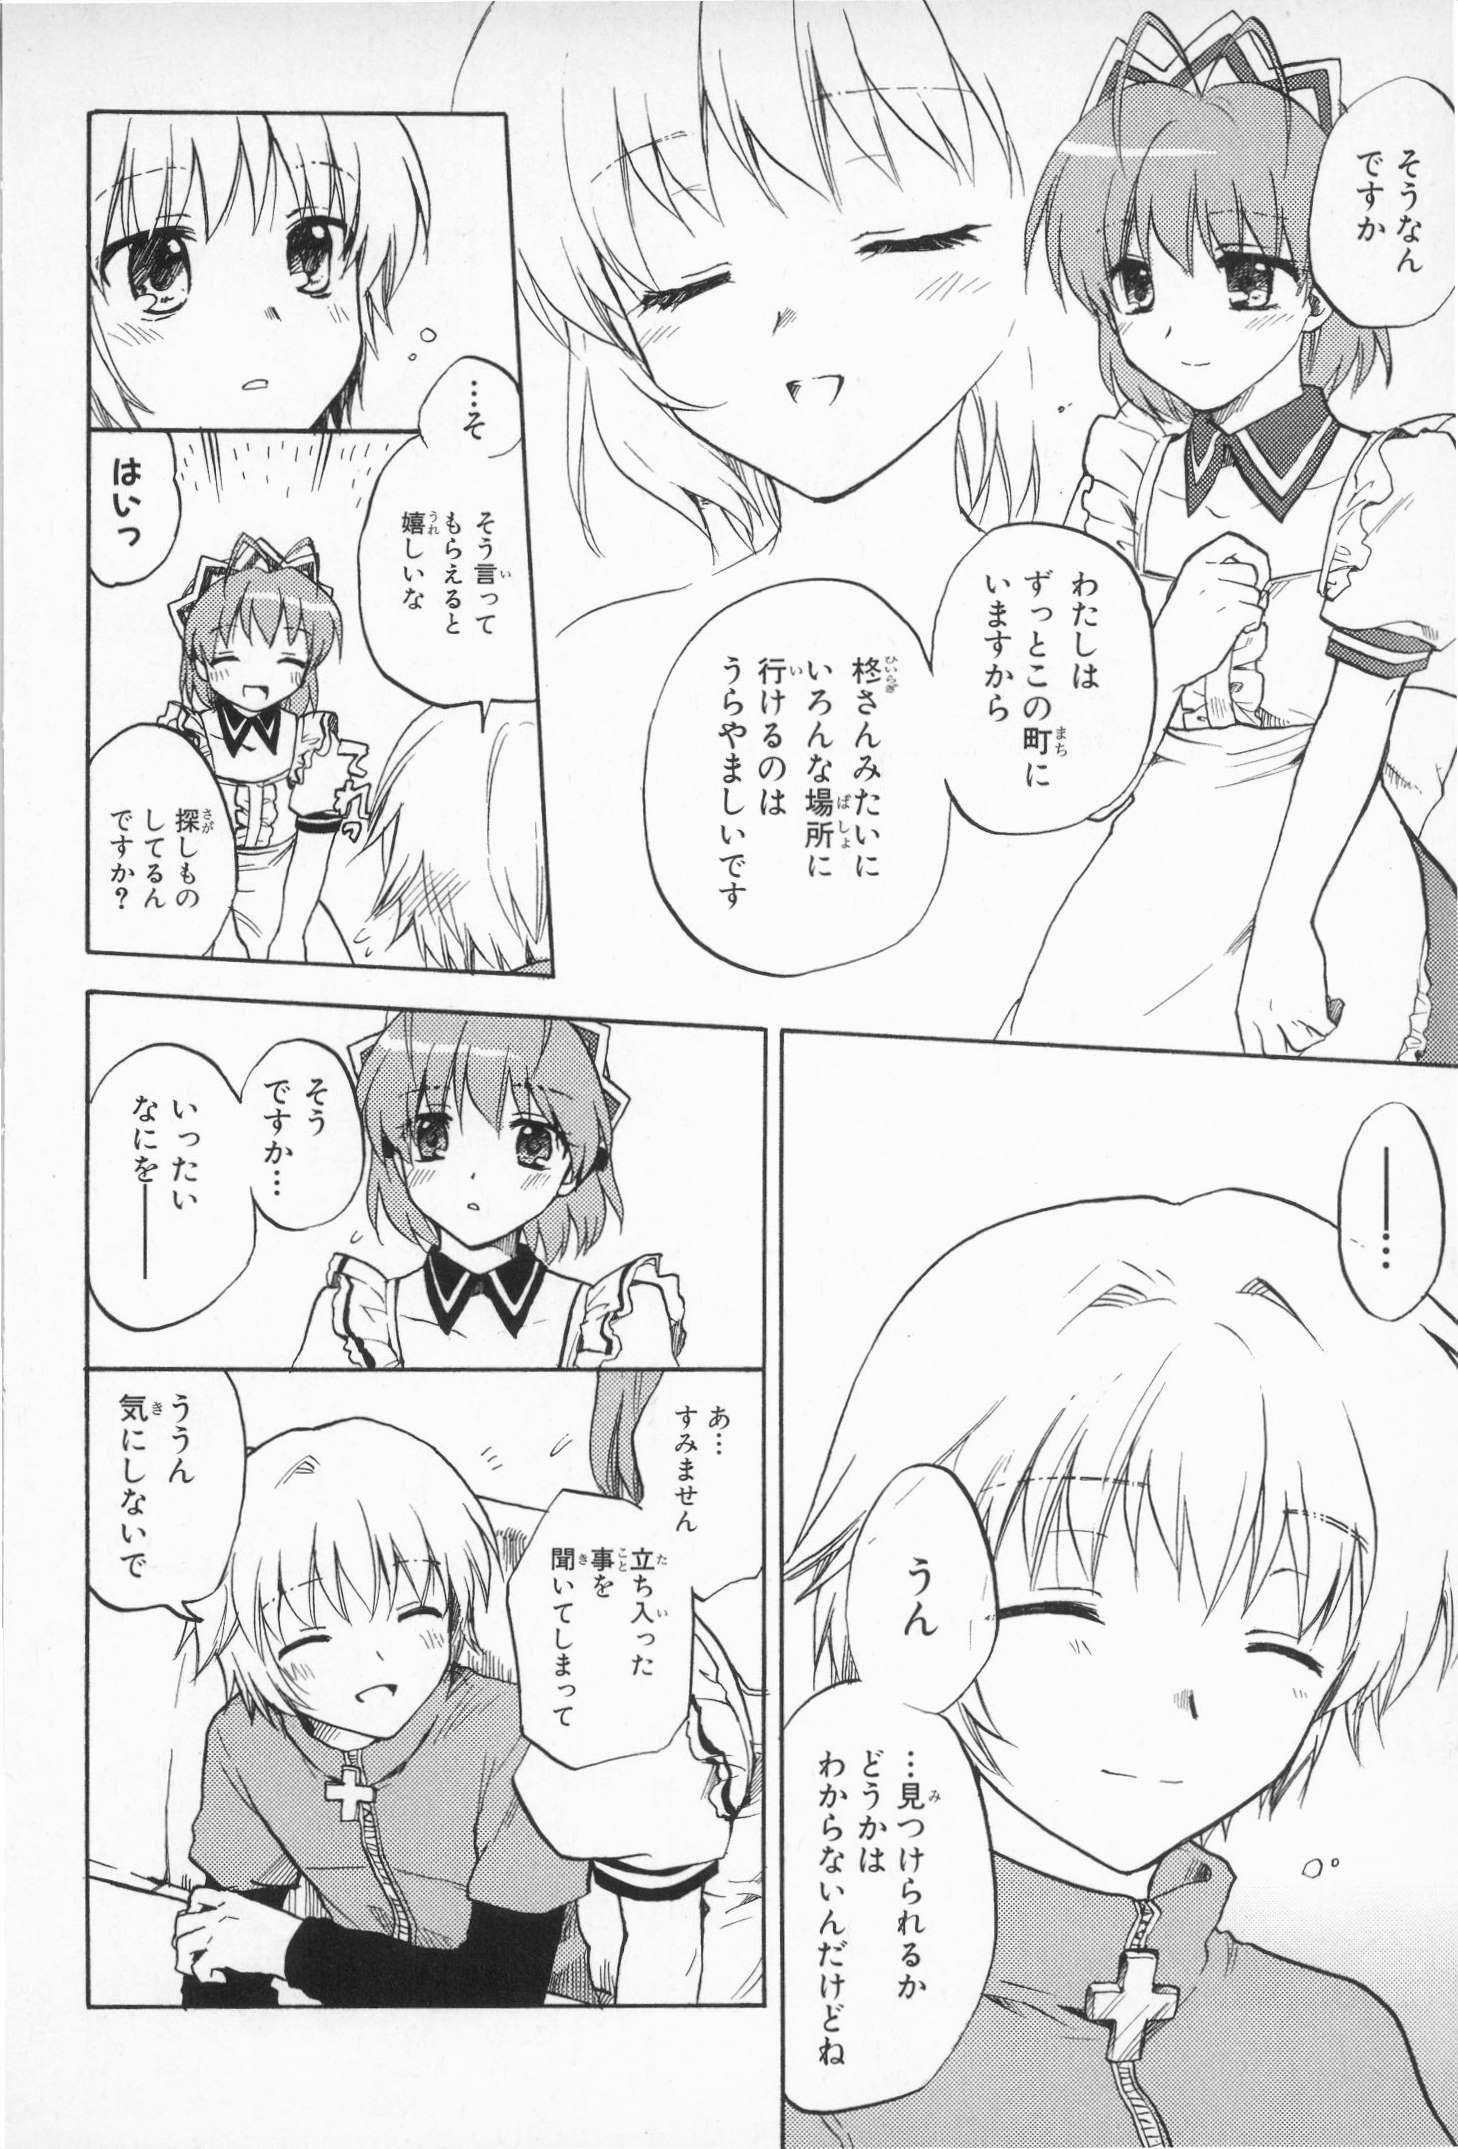 そうなん
ですか
わたしは
ずっとこの町に
いますから
柊さんみたいに
いろんな場所に
行けるのは
うらやましいです
…そ
そう言って
もらえると
嬉しいな
はいっ
てれっ
探しもの
してるん
ですか？
――…
うん
…見つけられるか
どうかは
わからないんだけどね
そう
ですか…
いったい
なにを――
あ…
すみません
立ち入った
事を
聞いてしまって
ううん
気にしないで